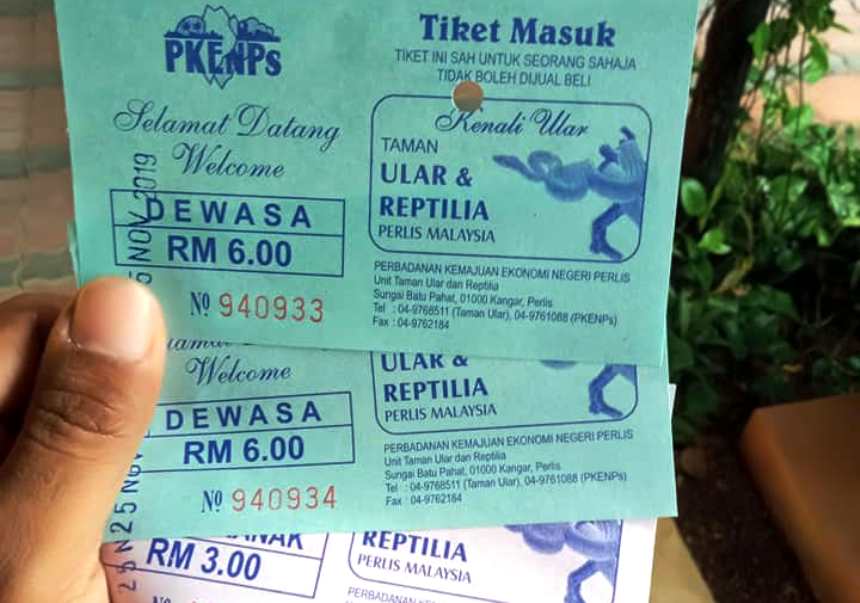 PKENPs
Selamat Datang
Welcome
DEWASA
RM 6.00
Nº 940933
5 NOV 2019
Tiket Masuk
TIKET INI SAH UNTUK SEORANG SAHAJA
TIDAK BOLEH DIJUAL BELI
Kenali Ular
TAMAN
ULAR &
REPTILIA
PERLIS MALAYSIA
PERBADANAN KEMAJUAN EKONOMI NEGERI PERLIS
Unit Taman Ular dan Reptilia
Sungai Batu Pahat, 01000 Kangar, Perlis
Tel : 04-9768511 (Taman Ular), 04-9761088 (PKENPs)
Fax : 04-9762184
Welcome
DEWASA
RM 6.00
Nº 940934
25 NOV
ULAR &
REPTILIA
PERLIS MALAYSIA
PERBADANAN KEMAJUAN EKONOMI NEGERI PERLIS
Unit Taman Ular dan Reptilia
Sungai Batu Pahat, 01000 Kangar, Perlis
Tel : 04-9768511 (Taman Ular), 04-9761088 (PKENPs)
Fax : 04-9762184
RM 3.00
25 N
REPTILIA
PERLIS MALAYSIA